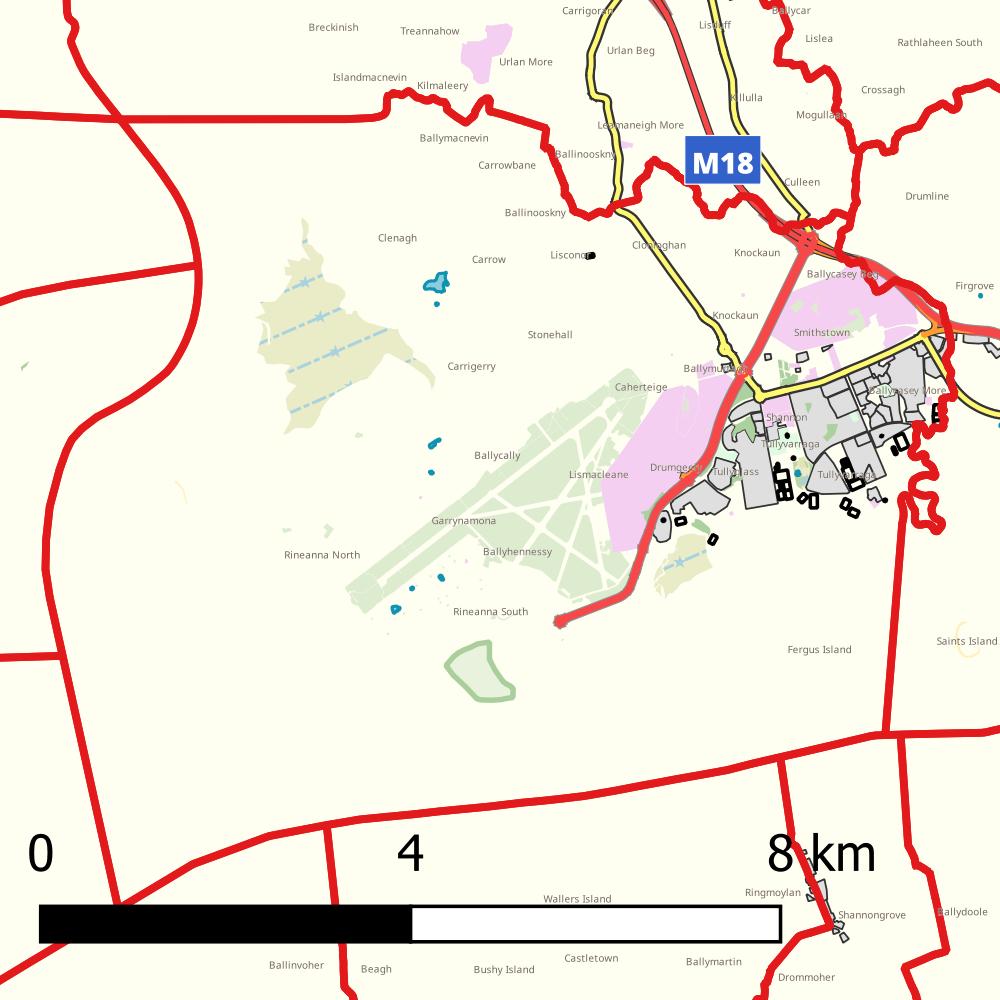 Carrigoran
Ballycar
Breckinish
Treannahow
Lisduff
Lislea
Rathlaheen South
Urlan Beg
Urlan More
Islandmacnevin
Kilmaleery
Killulla
Crossagh
Leamaneigh More
Mogullaan
Ballymacnevin
M18
Ballinooskny
Carrowbane
Culleen
Drumline
Ballinooskny
Clenagh
Cloonaghan
Knockaun
Carrow
Lisconor
Ballycasey Beg
Firgrove
Knockaun
Stonehall
Smithstown
Carrigerry
Ballymurtagh
Caherteige
Ballycasey More
Shannon
Tullyvarraga
Ballycally
Drumgeely
Tullyglass
Lismacleane
Tullyvarraga
Garrynamona
Rineanna North
Ballyhennessy
Rineanna South
Fergus Island
Saints Island
0
4
8 km
Ringmoylan
Wallers Island
Shannongrove
Ballydoole
Ballinvoher
Beagh
Bushy Island
Castletown
Ballymartin
Drommoher